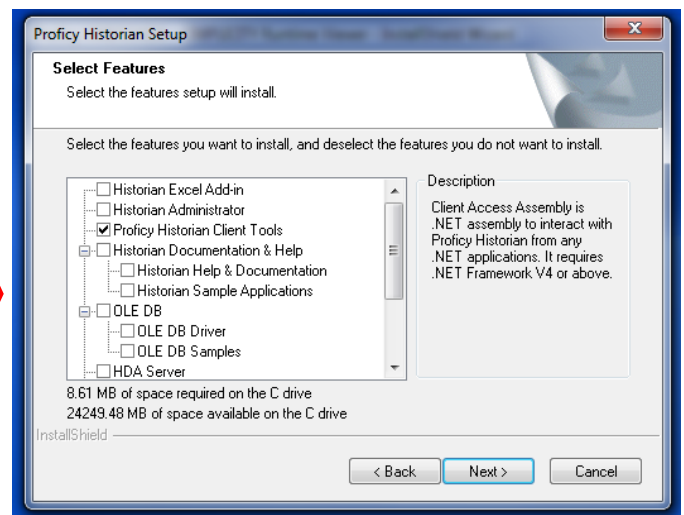 Proficy Historian Setup
Select Features
Select the features setup will install.
Select the features you want to install, and deselect the features you do not want to install.
Historian Excel Add-in
Historian Administrator
Proficy Historian Client Tools
Historian Documentation & Help
Historian Help & Documentation
Historian Sample Applications
OLE DB
OLE DB Driver
OLE DB Samples
HDA Server
Description
Client Access Assembly is
.NET assembly to interact with
Proficy Historian from any
.NET applications. It requires
.NET Framework V4 or above.
8.61 MB of space required on the C drive
24249.48 MB of space available on the C drive
InstallShield
< Back
Next >
Cancel